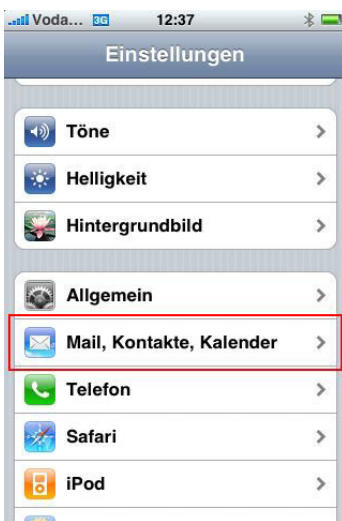 Voda... 3G 12:37
Einstellungen
Töne
Helligkeit
Hintergrundbild
Allgemein
Mail, Kontakte, Kalender
Telefon
Safari
iPod